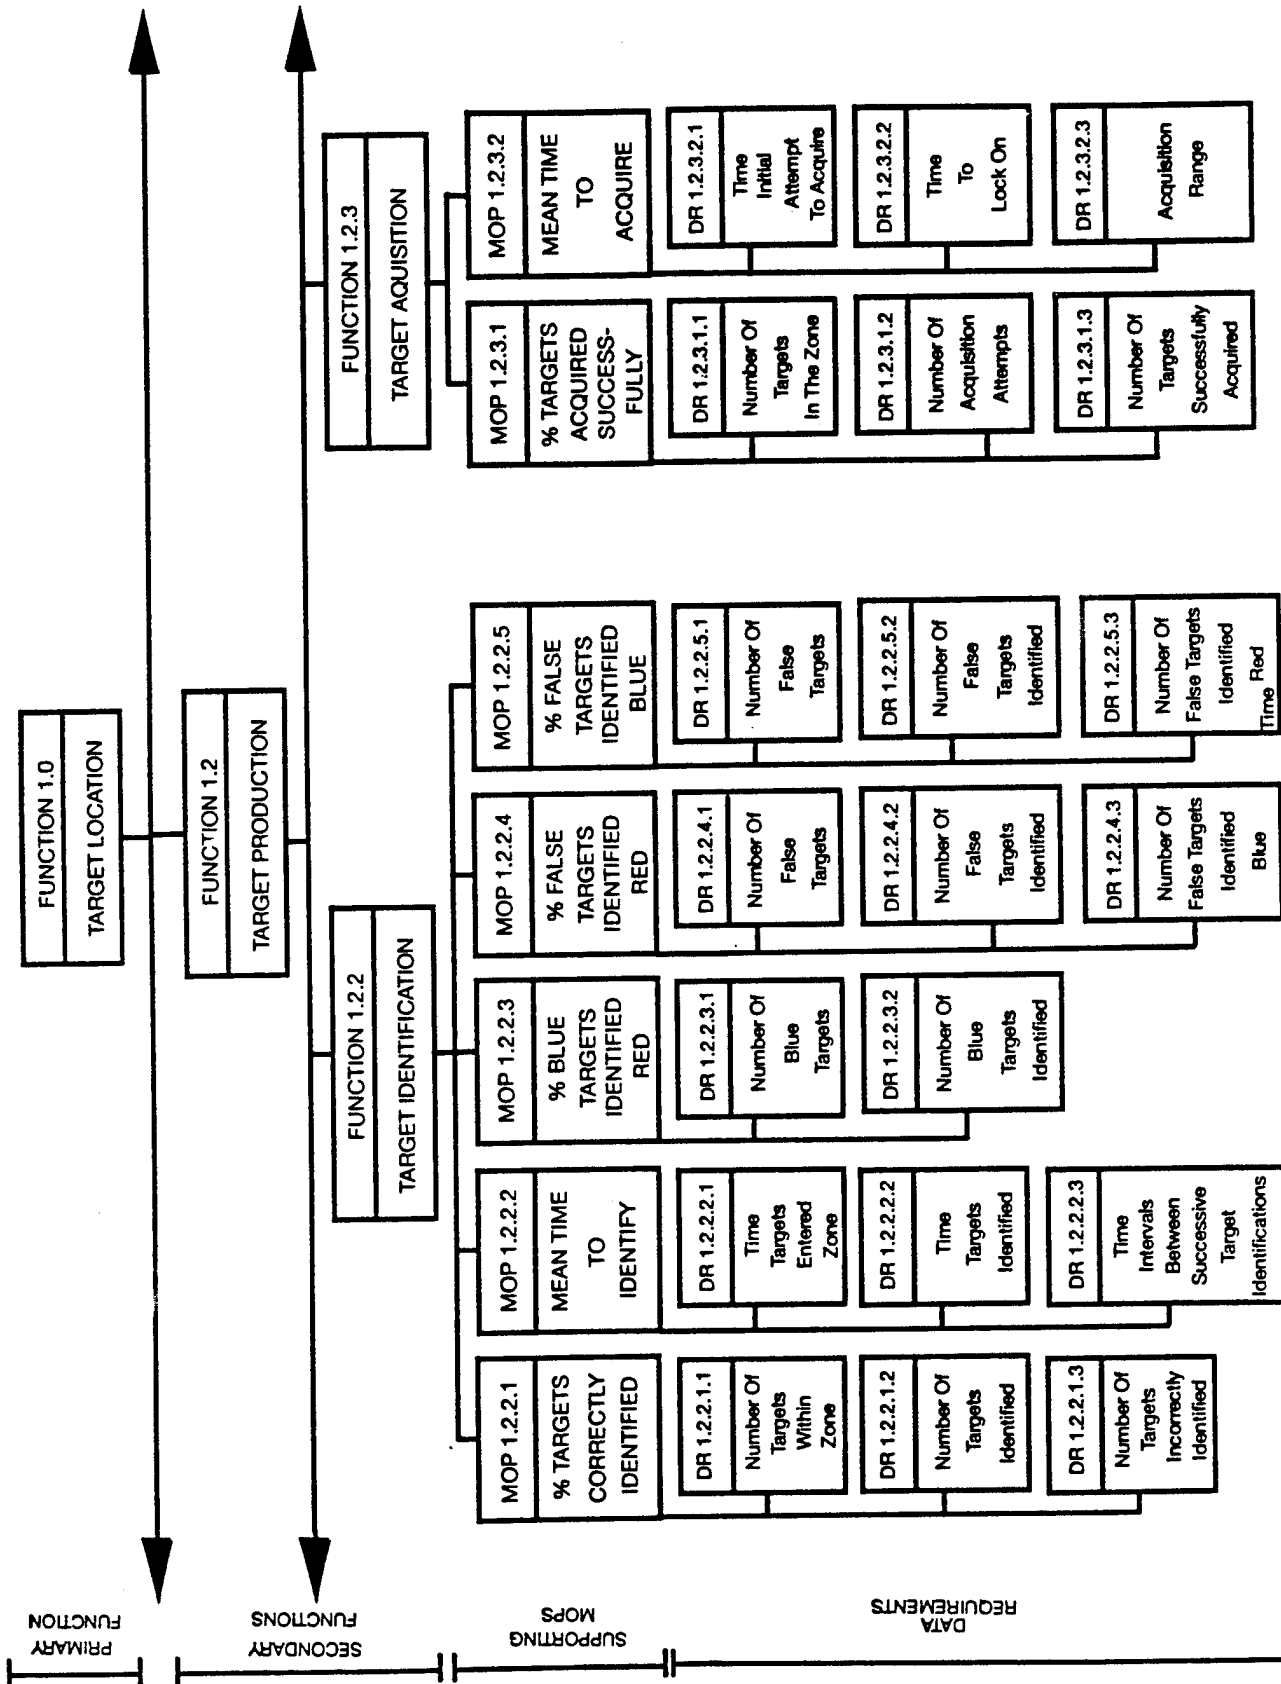 PRIMARY
FUNCTION
FUNCTION 1.0
TARGET LOCATION
SECONDARY
FUNCTIONS
FUNCTION 1.2
TARGET PRODUCTION
FUNCTION 1.2.2
TARGET IDENTIFICATION
FUNCTION 1.2.3
TARGET AQUISITION
SUPPORTING
MOPS
MOP 1.2.2.1
% TARGETS
CORRECTLY
IDENTIFIED
MOP 1.2.2.2
MEAN TIME
TO
IDENTIFY
MOP 1.2.2.3
% BLUE
TARGETS
IDENTIFIED
RED
MOP 1.2.2.4
% FALSE
TARGETS
IDENTIFIED
RED
MOP 1.2.2.5
% FALSE
TARGETS
IDENTIFIED
BLUE
MOP 1.2.3.1
% TARGETS
ACQUIRED
SUCCESS-
FULLY
MOP 1.2.3.2
MEAN TIME
TO
ACQUIRE
DATA
REQUIREMENTS
DR 1.2.2.1.1
Number Of
Targets
Within
Zone
DR 1.2.2.2.1
Time
Targets
Entered
Zone
DR 1.2.2.3.1
Number Of
Blue
Targets
DR 1.2.2.4.1
Number Of
False
Targets
DR 1.2.2.5.1
Number Of
False
Targets
DR 1.2.3.1.1
Number Of
Targets
In The Zone
DR 1.2.3.2.1
Time
Initial
Attempt
To Acquire
DR 1.2.2.1.2
Number Of
Targets
Identified
DR 1.2.2.2.2
Time
Targets
Identified
DR 1.2.2.3.2
Number Of
Blue
Targets
Identified
DR 1.2.2.4.2
Number Of
False
Targets
Identified
DR 1.2.2.5.2
Number Of
False
Targets
Identified
DR 1.2.3.1.2
Number Of
Acquisition
Attempts
DR 1.2.3.2.2
Time
To
Lock On
DR 1.2.2.1.3
Number Of
Targets
Incorrectly
Identified
DR 1.2.2.2.3
Time
Intervals
Between
Successive
Target
Identifications
DR 1.2.2.4.3
Number Of
False Targets
Identified
Blue
DR 1.2.2.5.3
Number Of
False Targets
Identified
Red
Time
DR 1.2.3.1.3
Number Of
Targets
Successfully
Acquired
DR 1.2.3.2.3
Acquisition
Range